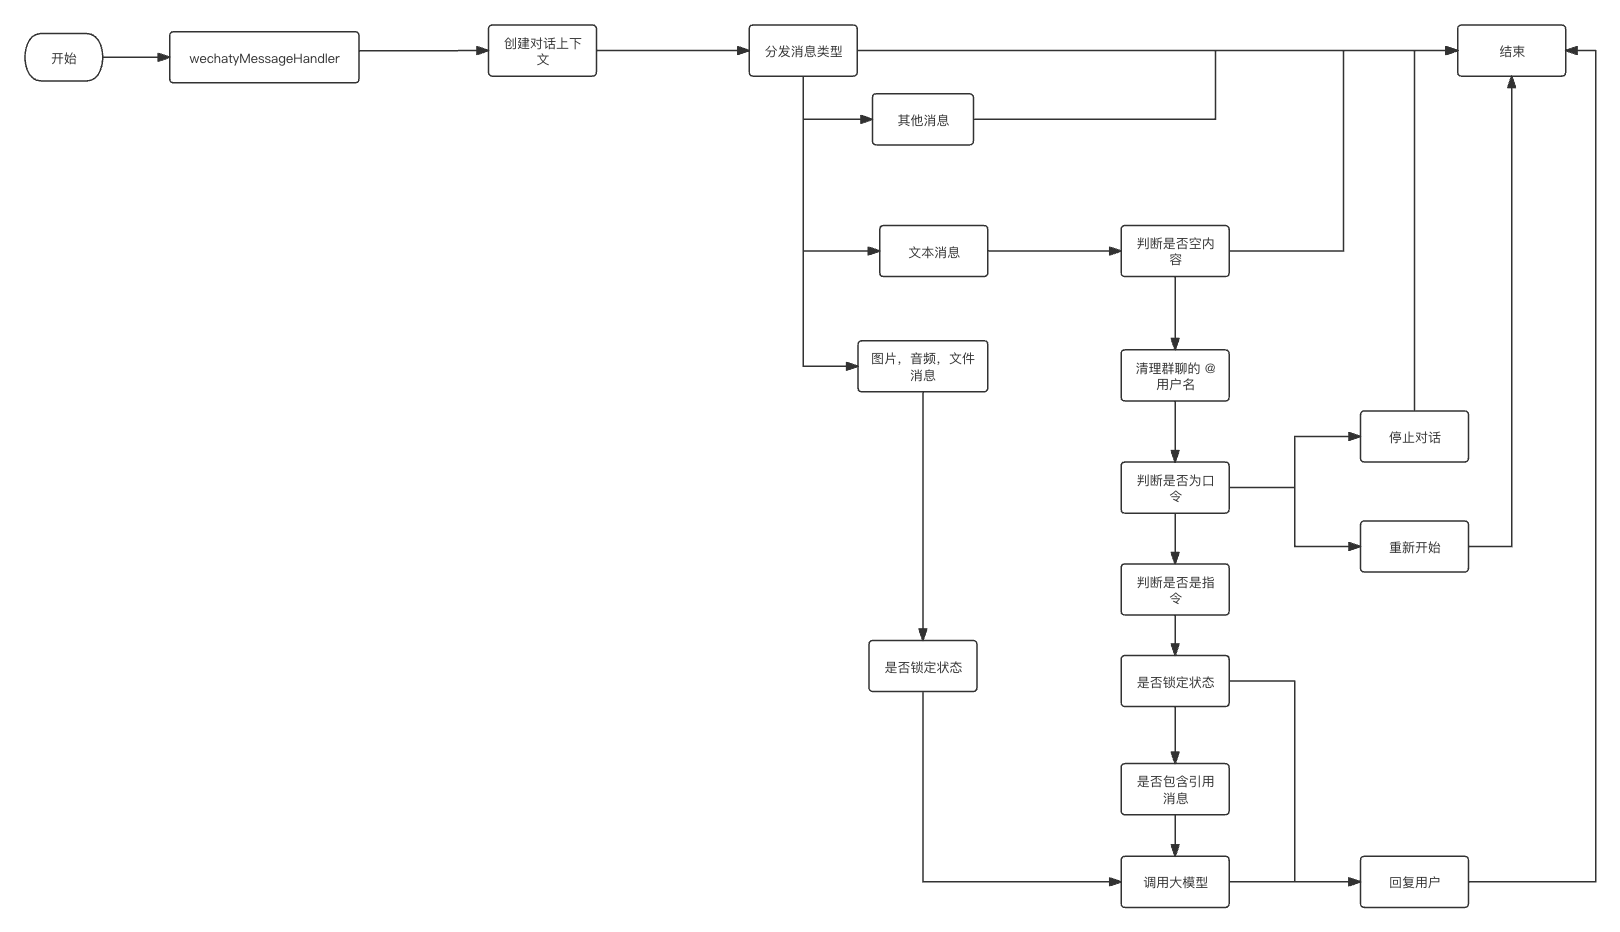 开始
wechatyMessageHandler
创建对话上下
文
分发消息类型
结束
其他消息
文本消息
判断是否空内
容
图片，音频，文件
消息
清理群聊的 @
用户名
停止对话
判断是否为口
令
重新开始
判断是否是指
令
是否锁定状态
是否锁定状态
是否包含引用
消息
调用大模型
回复用户